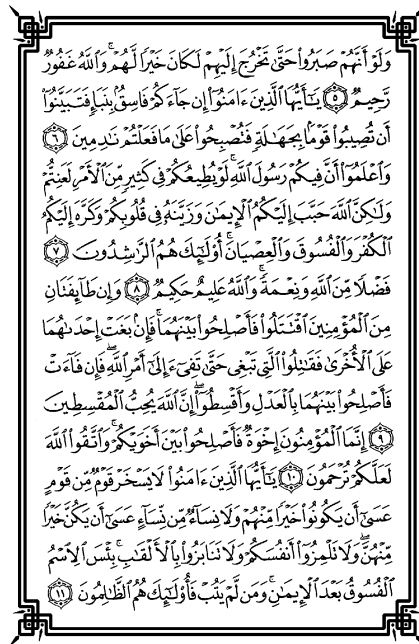 وَلَوْ أَنَّهُمْ صَبَرُوا۟ حَتَّىٰ تَخْرُجَ إِلَيْهِمْ لَكَانَ خَيْرًا لَّهُمْ ۚ وَٱللَّهُ غَفُورٌ
رَّحِيمٌ ٥ يَٰٓأَيُّهَا ٱلَّذِينَ ءَامَنُوٓا۟ إِن جَآءَكُمْ فَاسِقٌۢ بِنَبَإٍ فَتَبَيَّنُوٓا۟
أَن تُصِيبُوا۟ قَوْمًۢا بِجَهَٰلَةٍ فَتُصْبِحُوا۟ عَلَىٰ مَا فَعَلْتُمْ نَٰدِمِينَ ٦
وَٱعْلَمُوٓا۟ أَنَّ فِيكُمْ رَسُولَ ٱللَّهِ ۚ لَوْ يُطِيعُكُمْ فِى كَثِيرٍ مِّنَ ٱلْأَمْرِ لَعَنِتُّمْ
وَلَٰكِنَّ ٱللَّهَ حَبَّبَ إِلَيْكُمُ ٱلْإِيمَٰنَ وَزَيَّنَهُۥ فِى قُلُوبِكُمْ وَكَرَّهَ إِلَيْكُمُ
ٱلْكُفْرَ وَٱلْفُسُوقَ وَٱلْعِصْيَانَ ۚ أُو۟لَٰٓئِكَ هُمُ ٱلرَّٰشِدُونَ ٧
فَضْلًا مِّنَ ٱللَّهِ وَنِعْمَةً ۚ وَٱللَّهُ عَلِيمٌ حَكِيمٌ ٨ وَإِن طَآئِفَتَانِ
مِنَ ٱلْمُؤْمِنِينَ ٱقْتَتَلُوا۟ فَأَصْلِحُوا۟ بَيْنَهُمَا ۖ فَإِنۢ بَغَتْ إِحْدَىٰهُمَا
عَلَى ٱلْأُخْرَىٰ فَقَٰتِلُوا۟ ٱلَّتِى تَبْغِى حَتَّىٰ تَفِىٓءَ إِلَىٰٓ أَمْرِ ٱللَّهِ ۚ فَإِن فَآءَتْ
فَأَصْلِحُوا۟ بَيْنَهُمَا بِٱلْعَدْلِ وَأَقْسِطُوٓا۟ ۖ إِنَّ ٱللَّهَ يُحِبُّ ٱلْمُقْسِطِينَ
٩ إِنَّمَا ٱلْمُؤْمِنُونَ إِخْوَةٌ فَأَصْلِحُوا۟ بَيْنَ أَخَوَيْكُمْ ۚ وَٱتَّقُوا۟ ٱللَّهَ
لَعَلَّكُمْ تُرْحَمُونَ ١٠ يَٰٓأَيُّهَا ٱلَّذِينَ ءَامَنُوا۟ لَا يَسْخَرْ قَوْمٌ مِّن قَوْمٍ
عَسَىٰٓ أَن يَكُونُوا۟ خَيْرًا مِّنْهُمْ وَلَا نِسَآءٌ مِّن نِّسَآءٍ عَسَىٰٓ أَن يَكُنَّ خَيْرًا
مِّنْهُنَّ ۖ وَلَا تَلْمِزُوٓا۟ أَنفُسَكُمْ وَلَا تَنَابَزُوا۟ بِٱلْأَلْقَٰبِ ۖ بِئْسَ ٱلِٱسْمُ
ٱلْفُسُوقُ بَعْدَ ٱلْإِيمَٰنِ ۚ وَمَن لَّمْ يَتُبْ فَأُو۟لَٰٓئِكَ هُمُ ٱلظَّٰلِمُونَ ١١